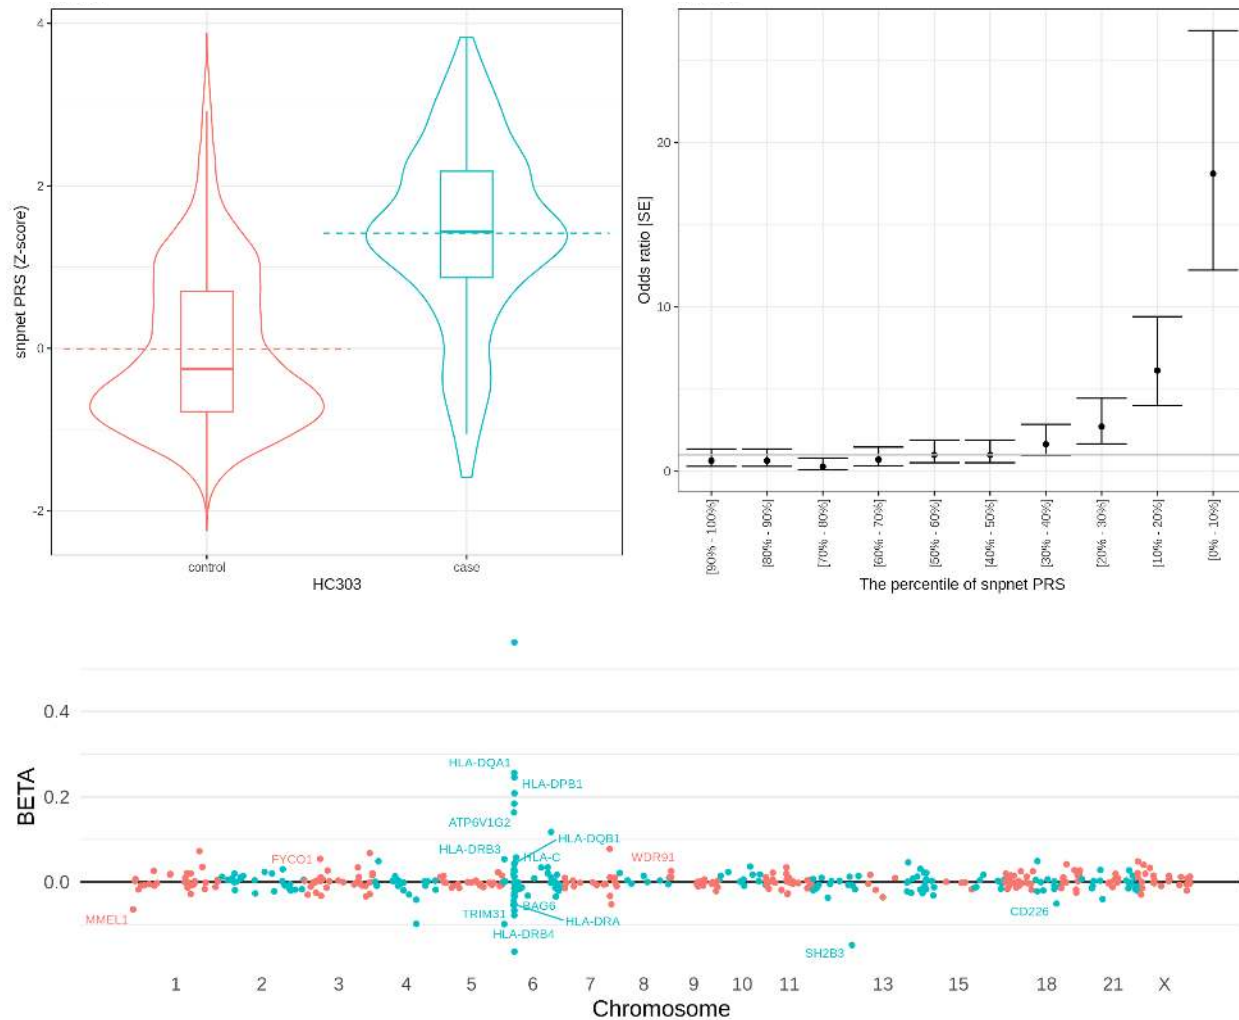 4
2
0
-2
snpnet PRS (Z-score)
control
case
HC303
20
10
0
Odds ratio |SE]
[90% - 100%]
[80% - 90%]
[70% - 80%]
[60% - 70%]
[50% - 60%]
[40% - 50%]
[30% - 40%]
[20% - 30%]
[10% - 20%]
[0% - 10%]
The percentile of snpnet PRS
0.4
0.2
0.0
BETA
HLA-DQA1
HLA-DPB1
ATP6V1G2
HLA-DQB1
HLA-DRB3
HLA-C
FYCO1
WDR91
MMEL1
BAG6
TRIM31
HLA-DRA
HLA-DRB4
CD226
SH2B3
1 2 3 4 5 6 7 8 9 10 11 13 15 18 21 X
Chromosome